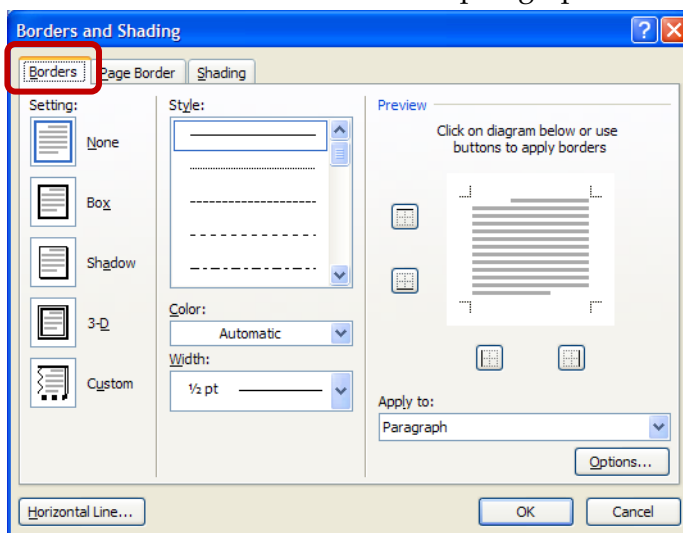 Borders and Shading
Borders Page Border Shading
Setting:
None
Box
Shadow
3-D
Custom
Style:
Color:
Automatic
Width:
½ pt
Preview
Click on diagram below or use
buttons to apply borders
Apply to:
Paragraph
Options...
Horizontal Line...
OK
Cancel